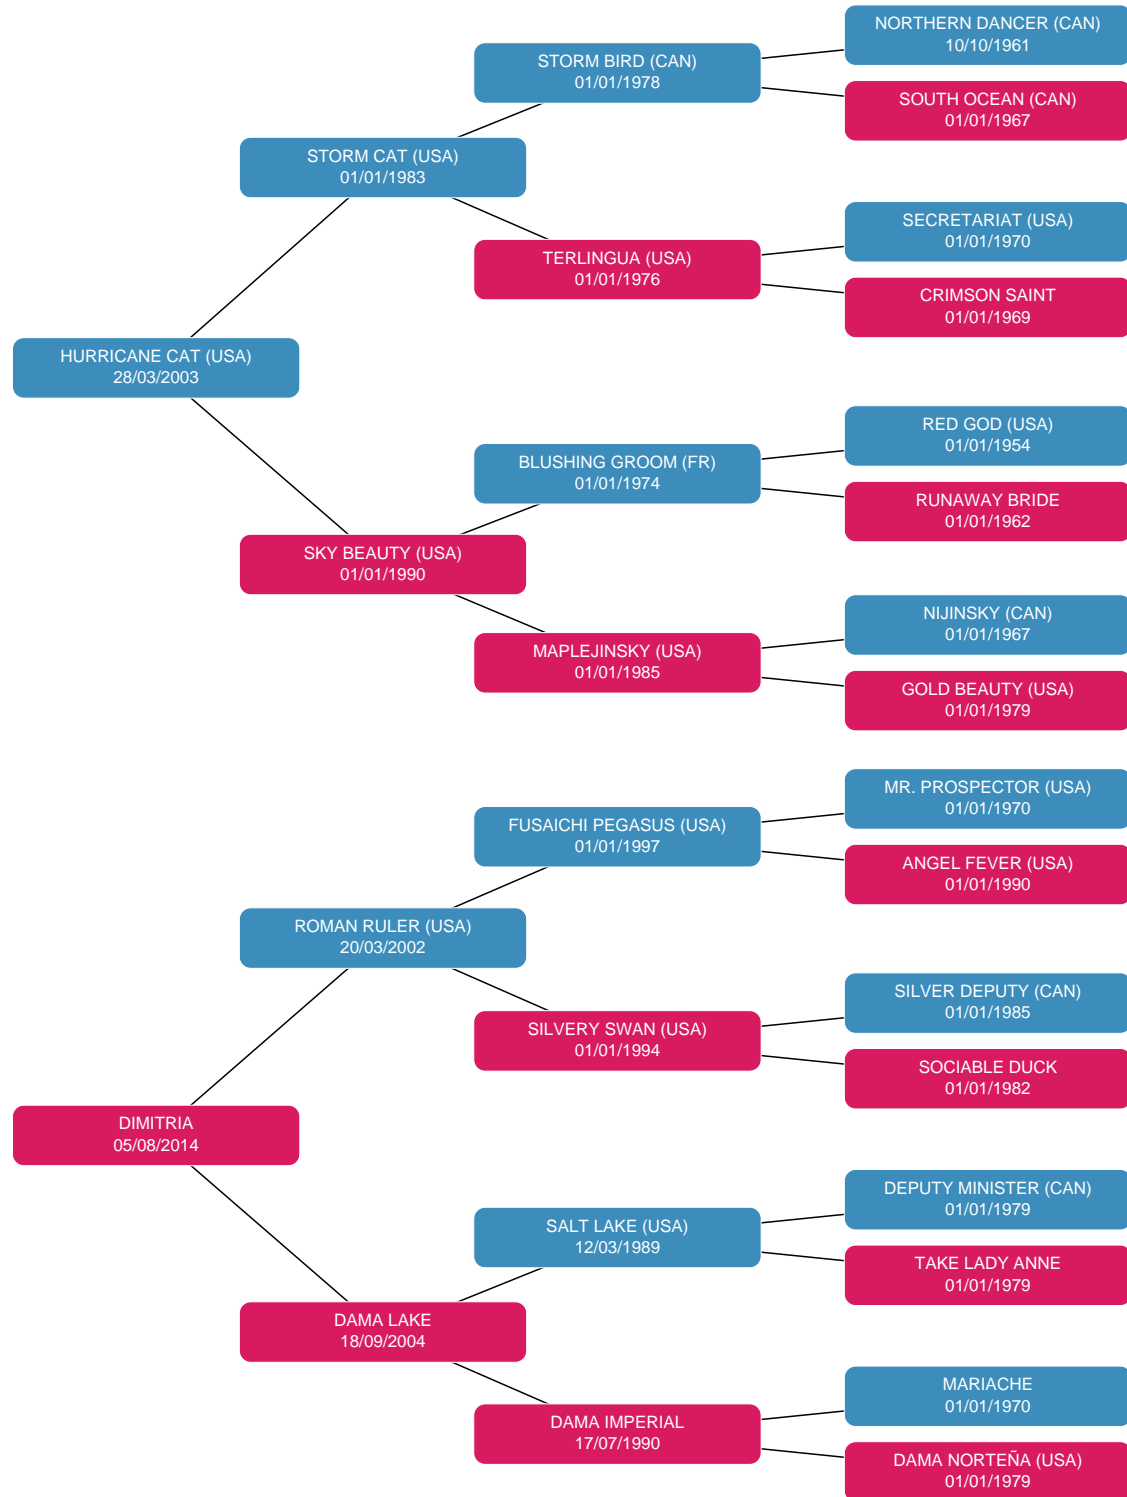 NORTHERN DANCER (CAN)
10/10/1961
STORM BIRD (CAN)
01/01/1978
SOUTH OCEAN (CAN)
01/01/1967
STORM CAT (USA)
01/01/1983
SECRETARIAT (USA)
01/01/1970
TERLINGUA (USA)
01/01/1976
CRIMSON SAINT
01/01/1969
HURRICANE CAT (USA)
28/03/2003
RED GOD (USA)
01/01/1954
BLUSHING GROOM (FR)
01/01/1974
RUNAWAY BRIDE
01/01/1962
SKY BEAUTY (USA)
01/01/1990
NIJINSKY (CAN)
01/01/1967
MAPLEJINSKY (USA)
01/01/1985
GOLD BEAUTY (USA)
01/01/1979
MR. PROSPECTOR (USA)
01/01/1970
FUSAICHI PEGASUS (USA)
01/01/1997
ANGEL FEVER (USA)
01/01/1990
ROMAN RULER (USA)
20/03/2002
SILVER DEPUTY (CAN)
01/01/1985
SILVERY SWAN (USA)
01/01/1994
SOCIABLE DUCK
01/01/1982
DIMITRIA
05/08/2014
DEPUTY MINISTER (CAN)
01/01/1979
SALT LAKE (USA)
12/03/1989
TAKE LADY ANNE
01/01/1979
DAMA LAKE
18/09/2004
MARIACHE
01/01/1970
DAMA IMPERIAL
17/07/1990
DAMA NORTEÑA (USA)
01/01/1979